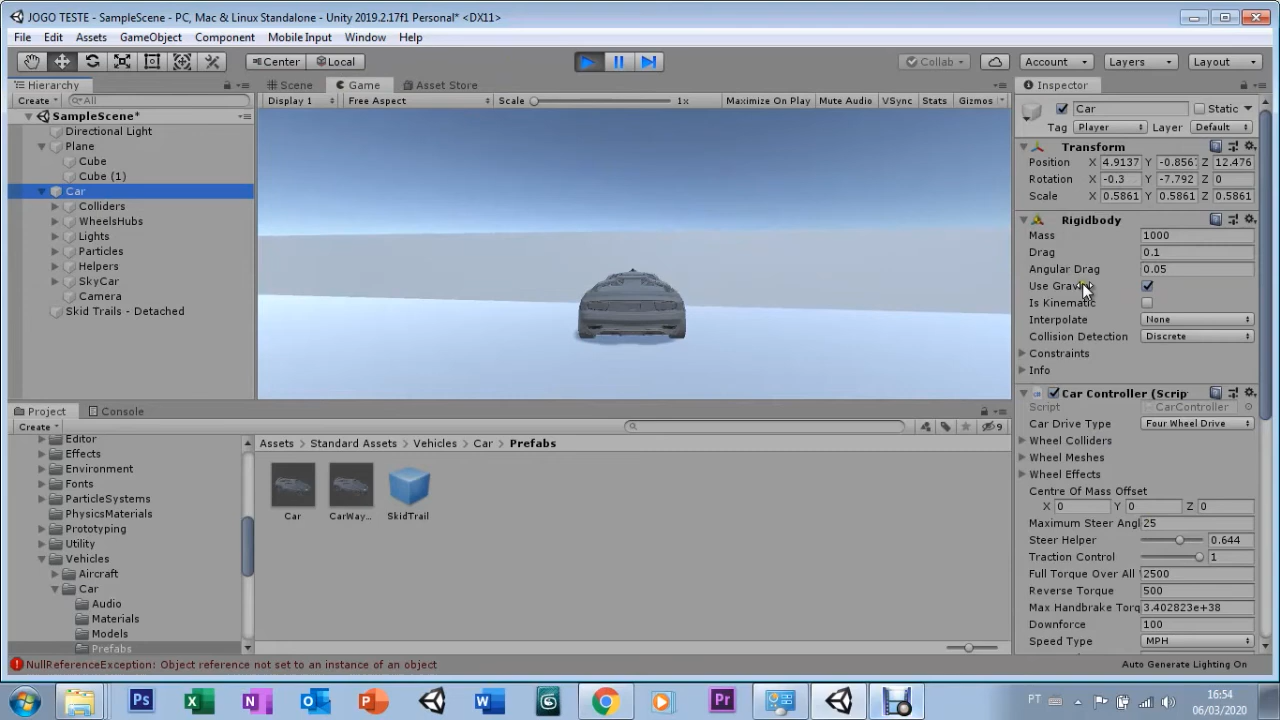 JOGO TESTE - SampleScene - PC, Mac & Linux Standalone - Unity 2019.2.17f1 Personal* <DX11>
File Edit Assets GameObject Component Mobile Input Window Help
Center Local Collab Account Layers Layout
Hierarchy Scene Game Asset Store Inspector
Create All Display 1 Free Aspect Scale 1x Maximize On Play Mute Audio VSync Stats Gizmos
SampleScene*
Directional Light
Plane
Cube
Cube (1)
Car
Colliders
WheelsHubs
Lights
Particles
Helpers
SkyCar
Camera
Skid Trails - Detached
Car Static
Tag Player Layer Default
Transform
Position X 4.9137 Y -0.856 Z 12.476
Rotation X -0.3 Y -7.792 Z 0
Scale X 0.5861 Y 0.5861 Z 0.5861
Rigidbody
Mass 1000
Drag 0.1
Angular Drag 0.05
Use Gravity
Is Kinematic
Interpolate None
Collision Detection Discrete
Constraints
Info
Car Controller (Scrip
Script CarController
Car Drive Type Four Wheel Drive
Wheel Colliders
Wheel Meshes
Wheel Effects
Centre Of Mass Offset
X 0 Y 0 Z 0
Maximum Steer Angl 25
Steer Helper 0.644
Traction Control 1
Full Torque Over All 2500
Reverse Torque 500
Max Handbrake Torq 3.402823e+38
Downforce 100
Speed Type MPH
Project Console
Create 9
Editor
Effects
Environment
Fonts
ParticleSystems
PhysicsMaterials
Prototyping
Utility
Vehicles
Aircraft
Car
Audio
Materials
Models
Prefabs
Assets Standard Assets Vehicles Car Prefabs
Car CarWay... SkidTrail
NullReferenceException: Object reference not set to an instance of an object
Auto Generate Lighting On
Ps X N O P W Pr
PT 16:54
06/03/2020